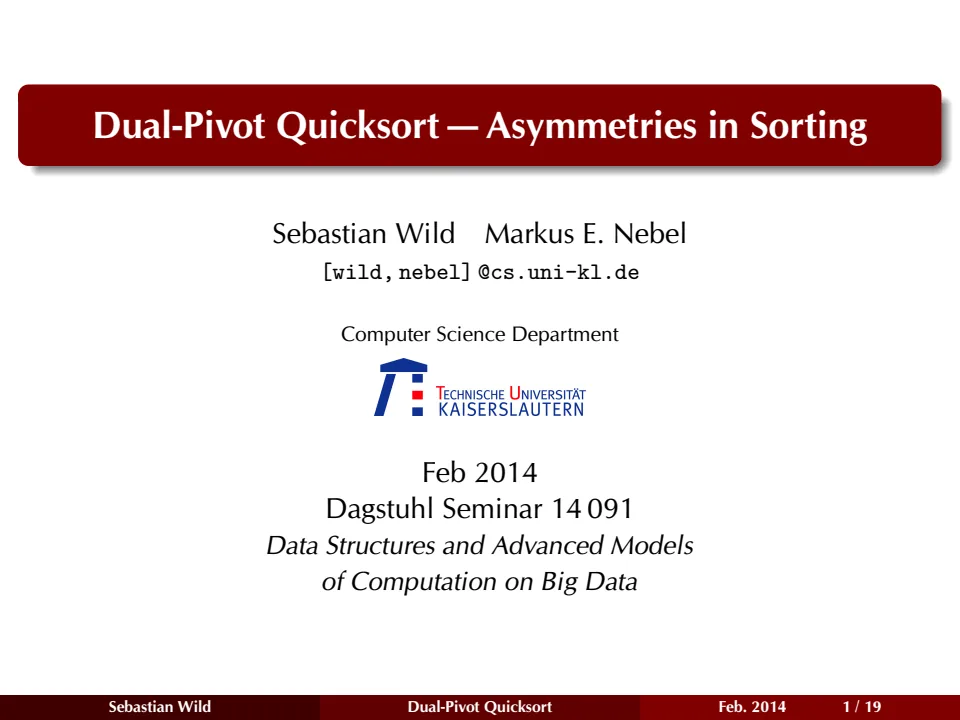 Dual-Pivot Quicksort — Asymmetries in Sorting
Sebastian Wild Markus E. Nebel
[wild, nebel] @cs.uni-kl.de
Computer Science Department
TECHNISCHE UNIVERSITÄT
KAISERSLAUTERN
Feb 2014
Dagstuhl Seminar 14 091
Data Structures and Advanced Models
of Computation on Big Data
Sebastian Wild Dual-Pivot Quicksort Feb. 2014 1 / 19